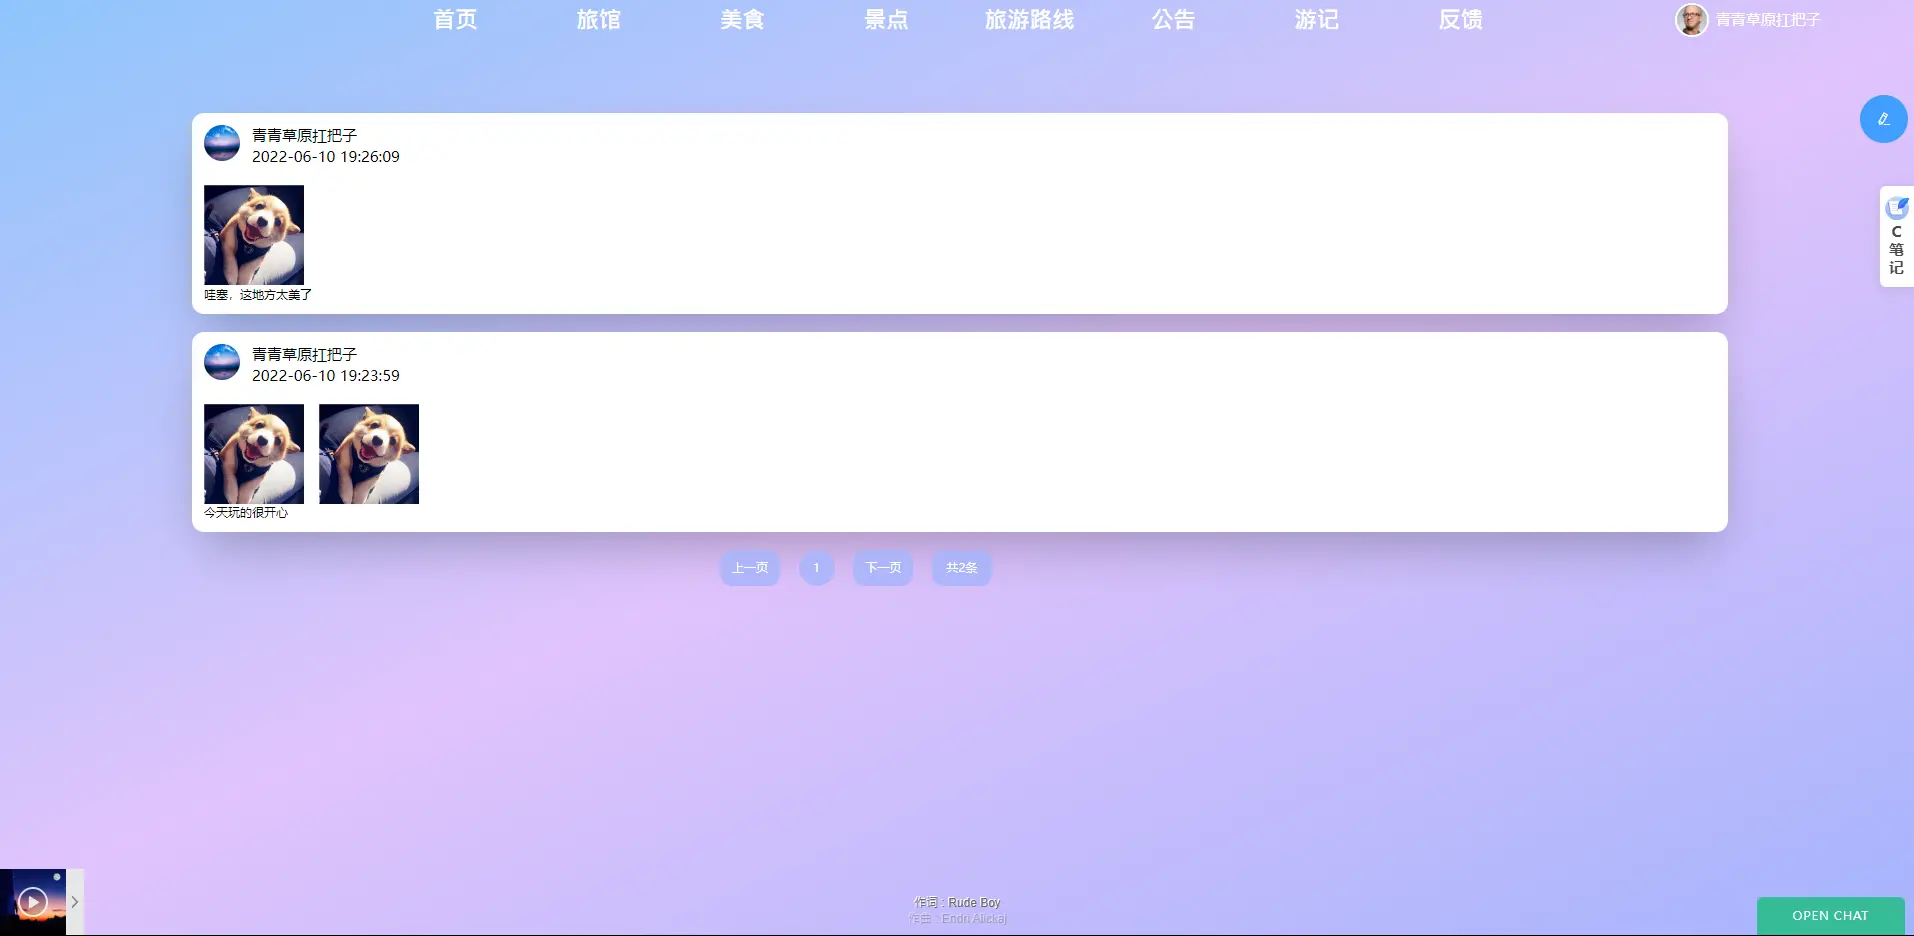 首页 旅馆 美食 景点 旅游路线 公告 游记 反馈 青青草原扛把子
青青草原扛把子
2022-06-10 19:26:09
哇塞，这地方太美了
C
笔
记
青青草原扛把子
2022-06-10 19:23:59
今天玩的很开心
上一页 1 下一页 共2条
作词 : Rude Boy
作曲 : Endri Alickaj
OPEN CHAT